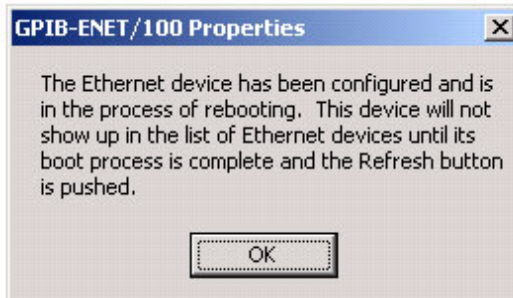 GPIB-ENET/100 Properties
The Ethernet device has been configured and is
in the process of rebooting. This device will not
show up in the list of Ethernet devices until its
boot process is complete and the Refresh button
is pushed.
OK